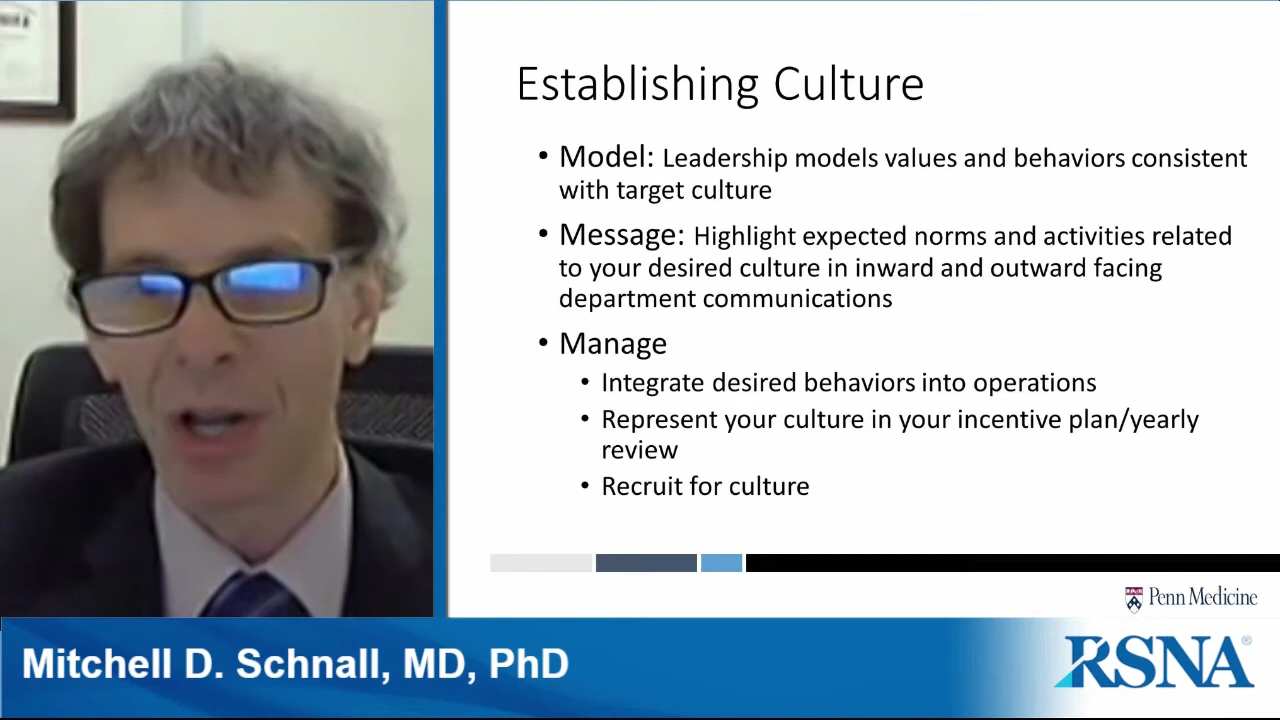 Establishing Culture
• Model: Leadership models values and behaviors consistent
with target culture
• Message: Highlight expected norms and activities related
to your desired culture in inward and outward facing
department communications
• Manage
• Integrate desired behaviors into operations
• Represent your culture in your incentive plan/yearly
review
• Recruit for culture
Penn Medicine
Mitchell D. Schnall, MD, PhD
RSNA®